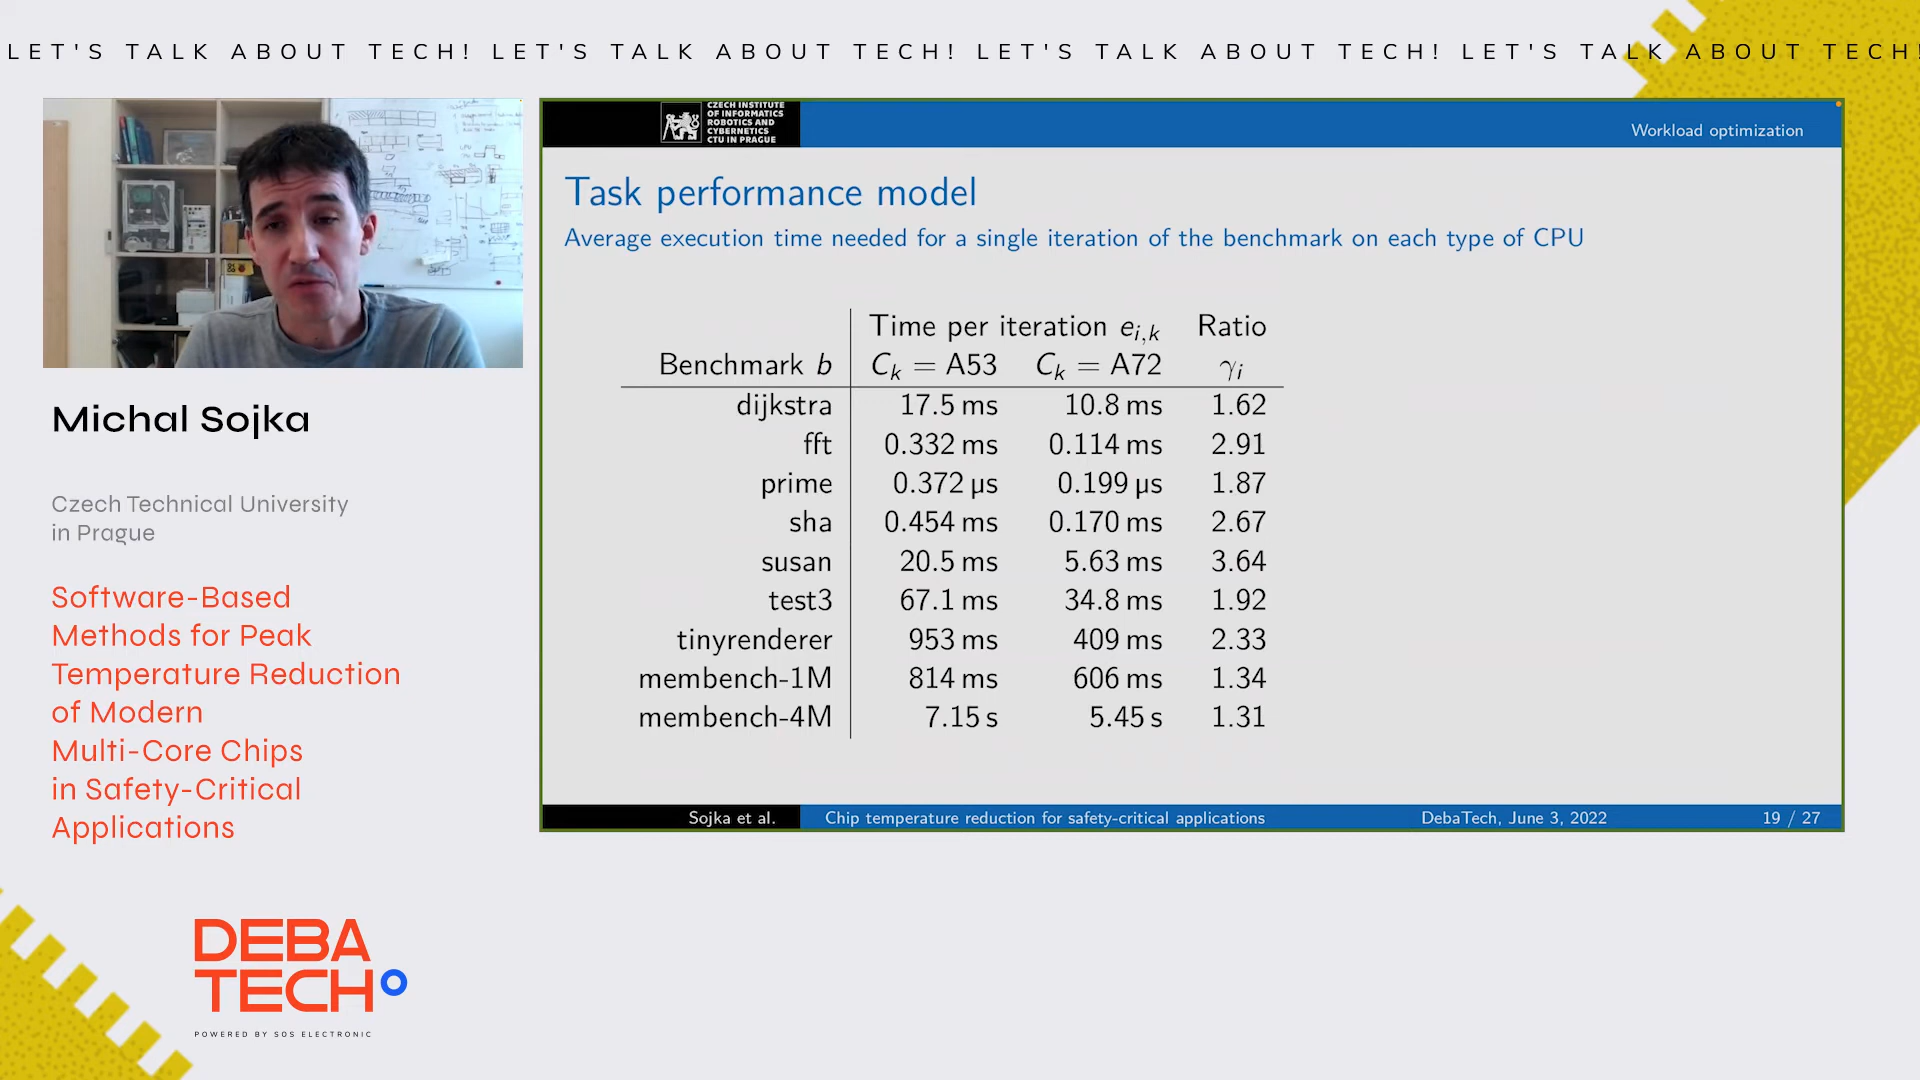 LET'S TALK ABOUT TECH! LET'S TALK ABOUT TECH! LET'S TALK ABOUT TECH! LET'S TALK ABOUT TECH!
Michal Sojka
Czech Technical University
in Prague
Software-Based
Methods for Peak
Temperature Reduction
of Modern
Multi-Core Chips
in Safety-Critical
Applications
DEBA
TECH
POWERED BY SOS ELECTRONIC
CZECH INSTITUTE
OF INFORMATICS
ROBOTICS AND
CYBERNETICS
CTU IN PRAGUE
Workload optimization
Task performance model
Average execution time needed for a single iteration of the benchmark on each type of CPU
Time per iteration e_{i,k} Ratio
Benchmark b C_k = A53 C_k = A72 γ_i
dijkstra 17.5 ms 10.8 ms 1.62
fft 0.332 ms 0.114 ms 2.91
prime 0.372 µs 0.199 µs 1.87
sha 0.454 ms 0.170 ms 2.67
susan 20.5 ms 5.63 ms 3.64
test3 67.1 ms 34.8 ms 1.92
tinyrenderer 953 ms 409 ms 2.33
membench-1M 814 ms 606 ms 1.34
membench-4M 7.15 s 5.45 s 1.31
Sojka et al. Chip temperature reduction for safety-critical applications DebaTech, June 3, 2022 19 / 27